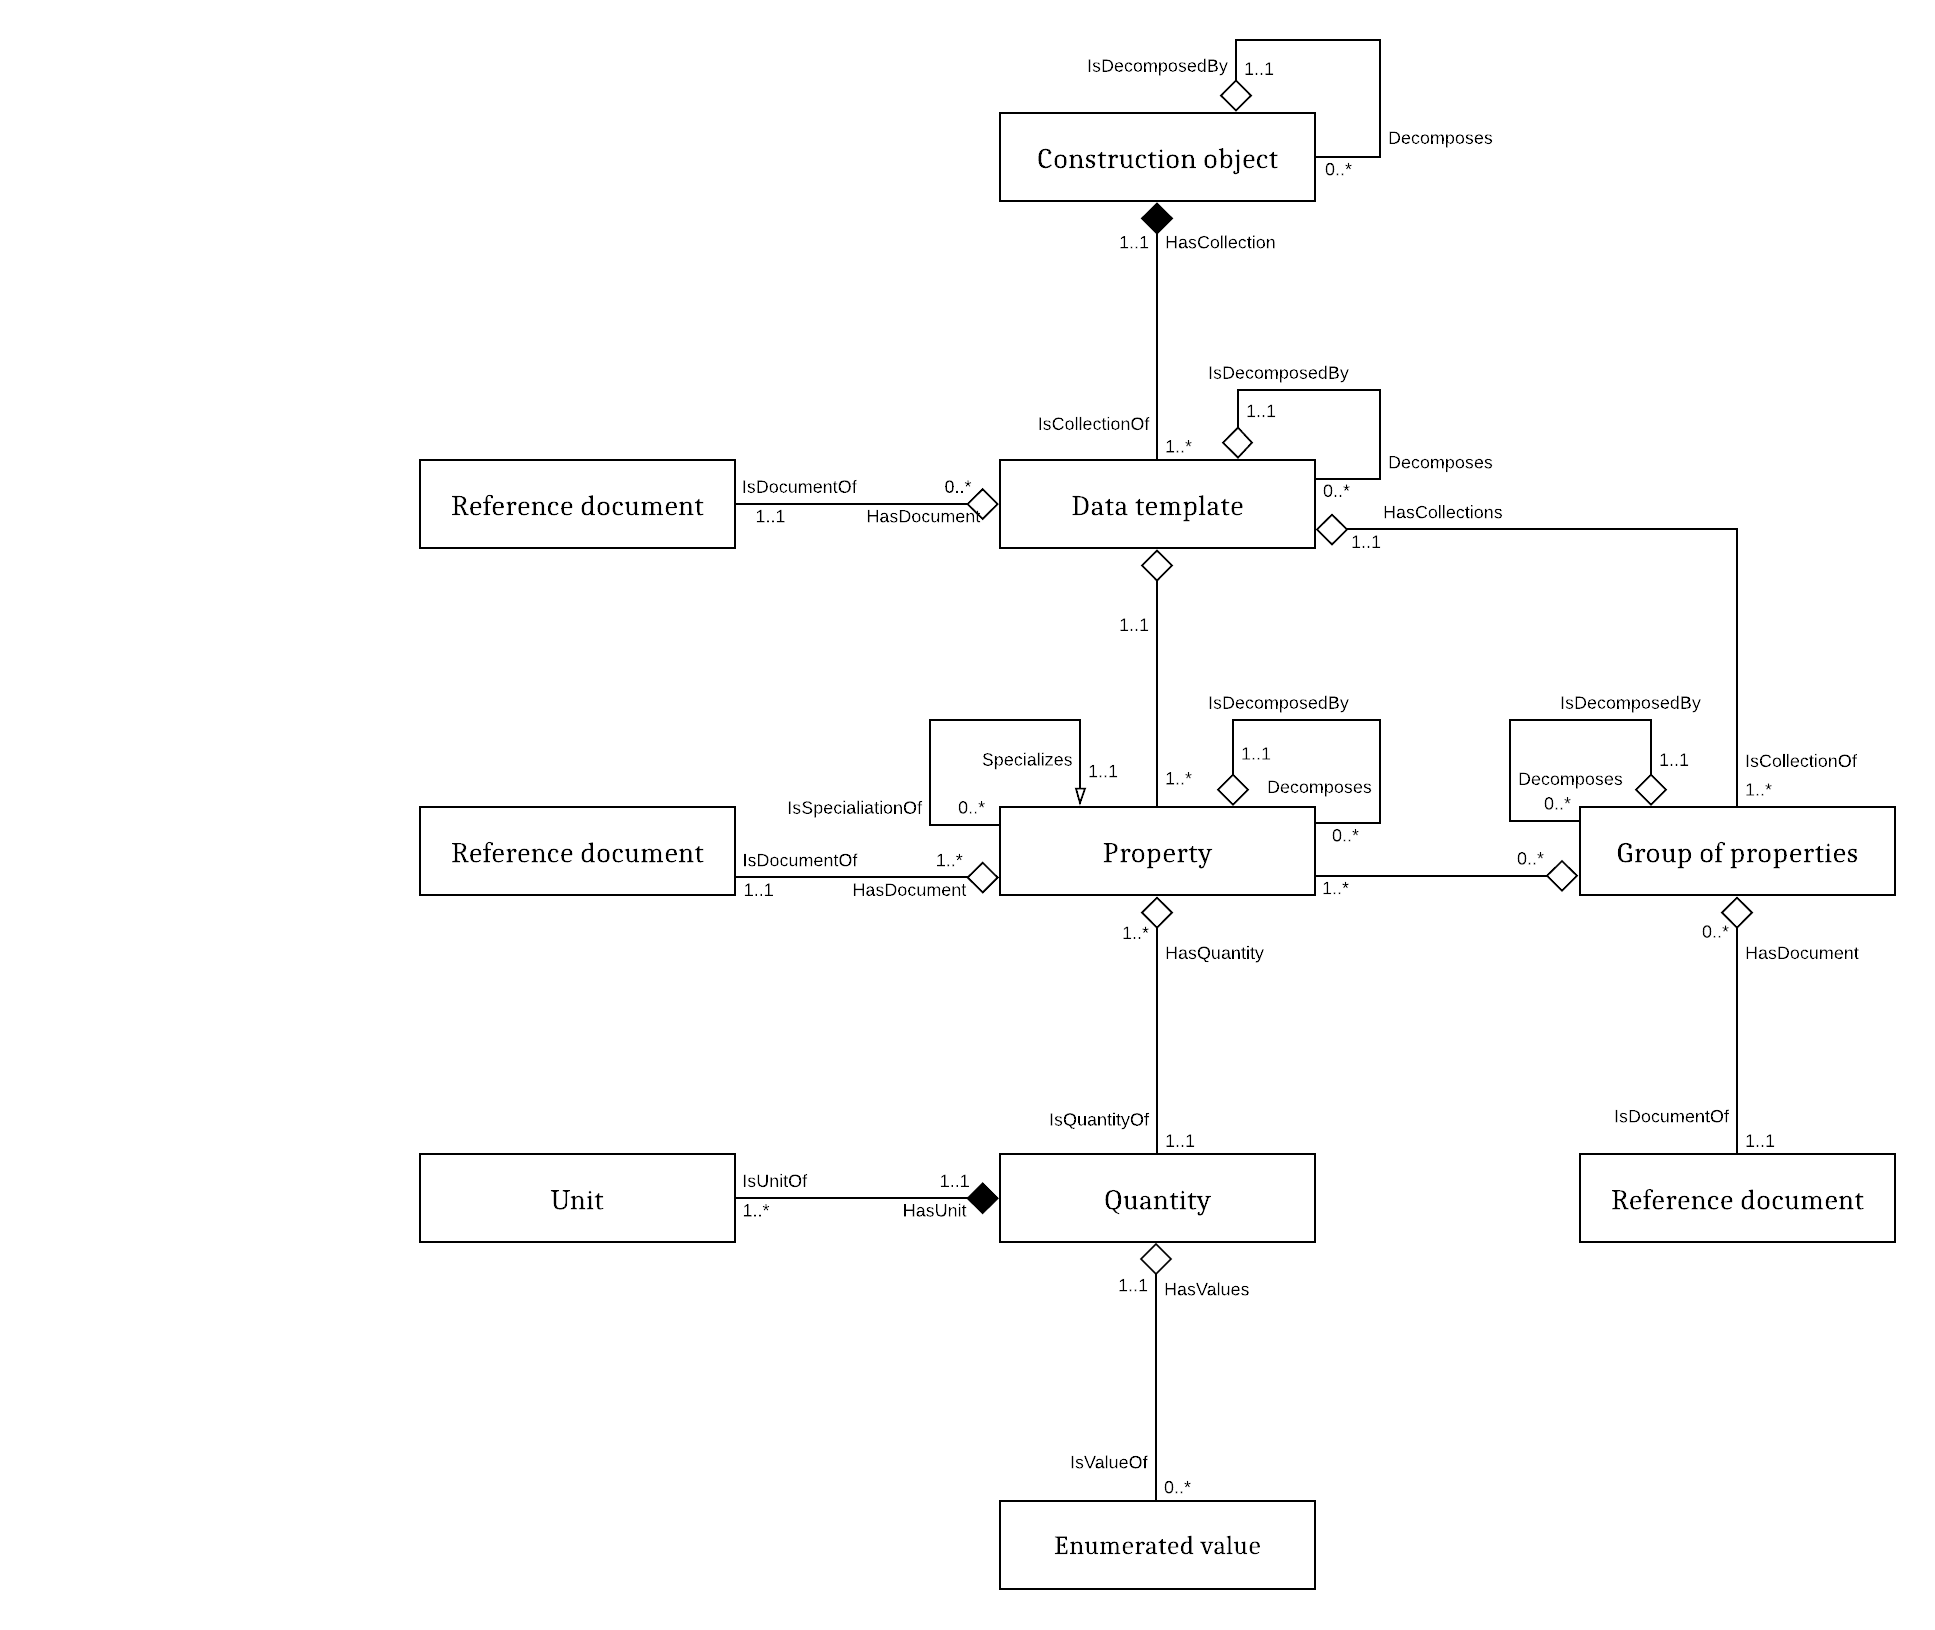 IsDecomposedBy
1..1
Decomposes
Construction object
0..*
1..1
HasCollection
IsDecomposedBy
1..1
IsCollectionOf
1..*
Decomposes
IsDocumentOf
0..*
0..*
Reference document
Data template
HasCollections
1..1
HasDocument
1..1
1..1
IsDecomposedBy
IsDecomposedBy
Specializes
1..1
1..1
IsCollectionOf
1..1
1..*
Decomposes
Decomposes
1..*
IsSpecialiationOf
0..*
0..*
0..*
Reference document
IsDocumentOf
1..*
Property
0..*
Group of properties
1..1
HasDocument
1..*
1..*
HasQuantity
0..*
HasDocument
IsQuantityOf
1..1
IsDocumentOf
1..1
Unit
IsUnitOf
1..1
Quantity
Reference document
1..*
HasUnit
1..1
HasValues
IsValueOf
0..*
Enumerated value